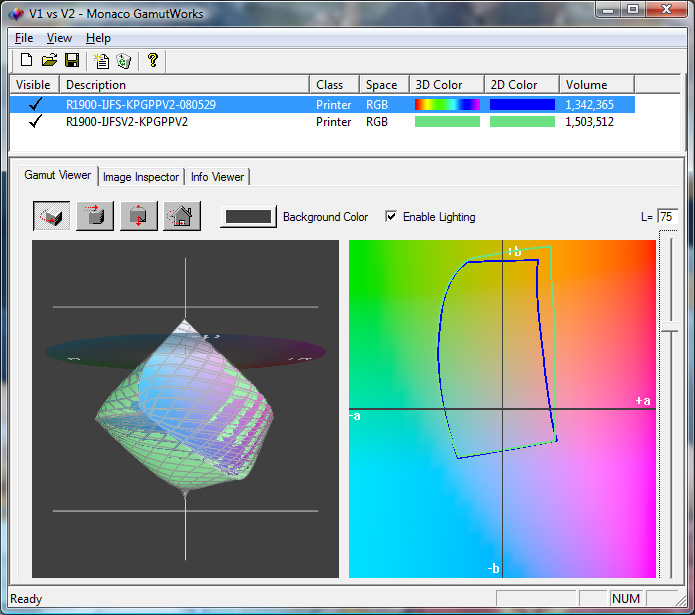 V1 vs V2 - Monaco GamutWorks
File View Help
Visible Description Class Space 3D Color 2D Color Volume
R1900-IJFS-KPGPPV2-080529 Printer RGB 1,342,365
R1900-IJFSV2-KPGPPV2 Printer RGB 1,503,512
Gamut Viewer Image Inspector Info Viewer
Background Color Enable Lighting L= 75
+b
+a
-a
-b
Ready NUM